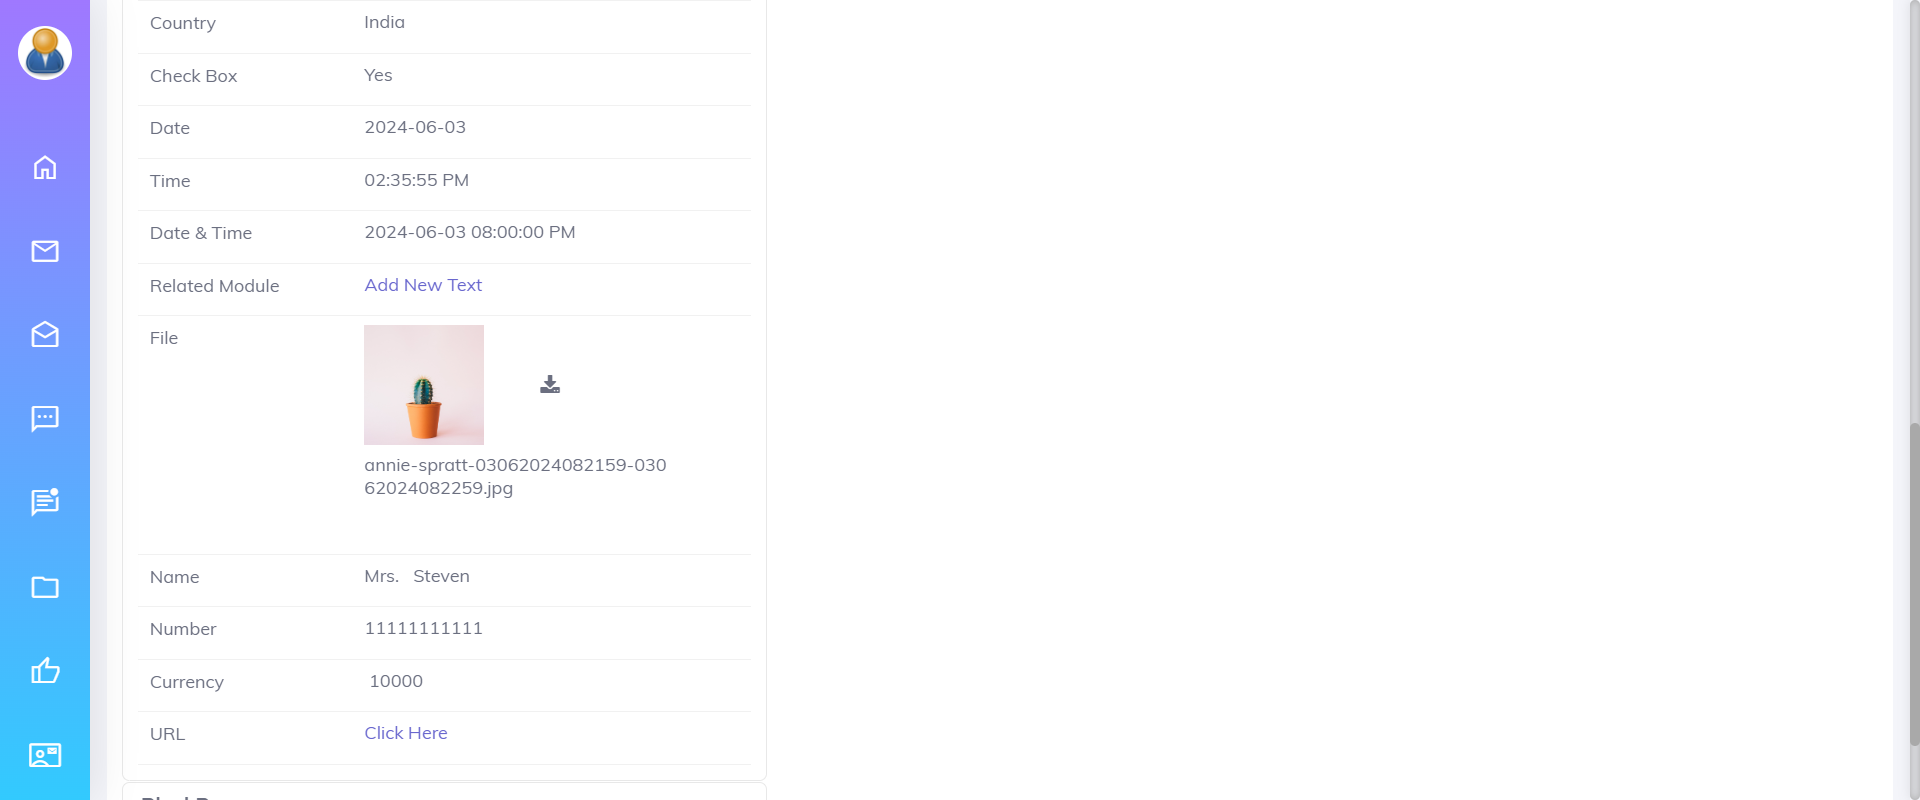 Country India
Check Box Yes
Date 2024-06-03
Time 02:35:55 PM
Date & Time 2024-06-03 08:00:00 PM
Related Module Add New Text
File
annie-spratt-03062024082159-030
62024082259.jpg
Name Mrs. Steven
Number 11111111111
Currency 10000
URL Click Here